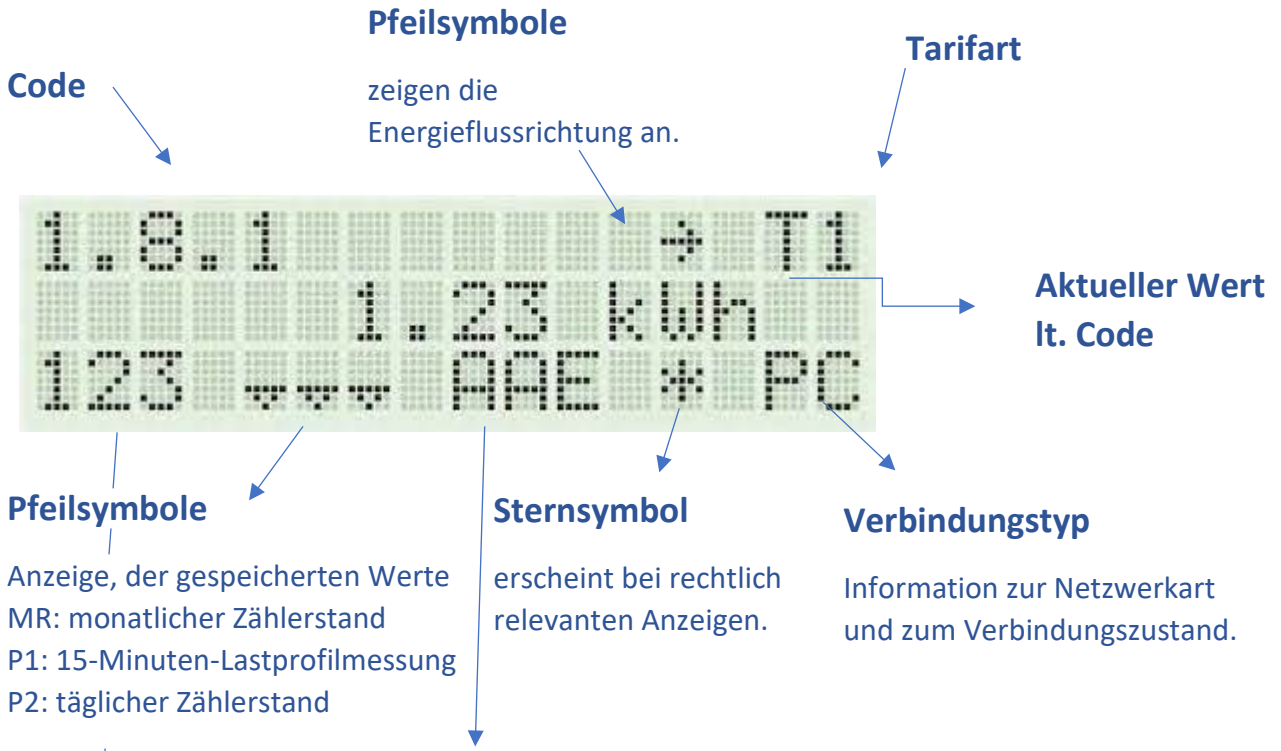 Pfeilsymbole
zeigen die
Energieflussrichtung an.
Tarifart
Code
1.8.1 → T1
1.23 kWh
123 AAE * PC
Aktueller Wert
lt. Code
Pfeilsymbole
Anzeige, der gespeicherten Werte
MR: monatlicher Zählerstand
P1: 15-Minuten-Lastprofilmessung
P2: täglicher Zählerstand
Sternsymbol
erscheint bei rechtlich
relevanten Anzeigen.
Verbindungstyp
Information zur Netzwerkart
und zum Verbindungszustand.